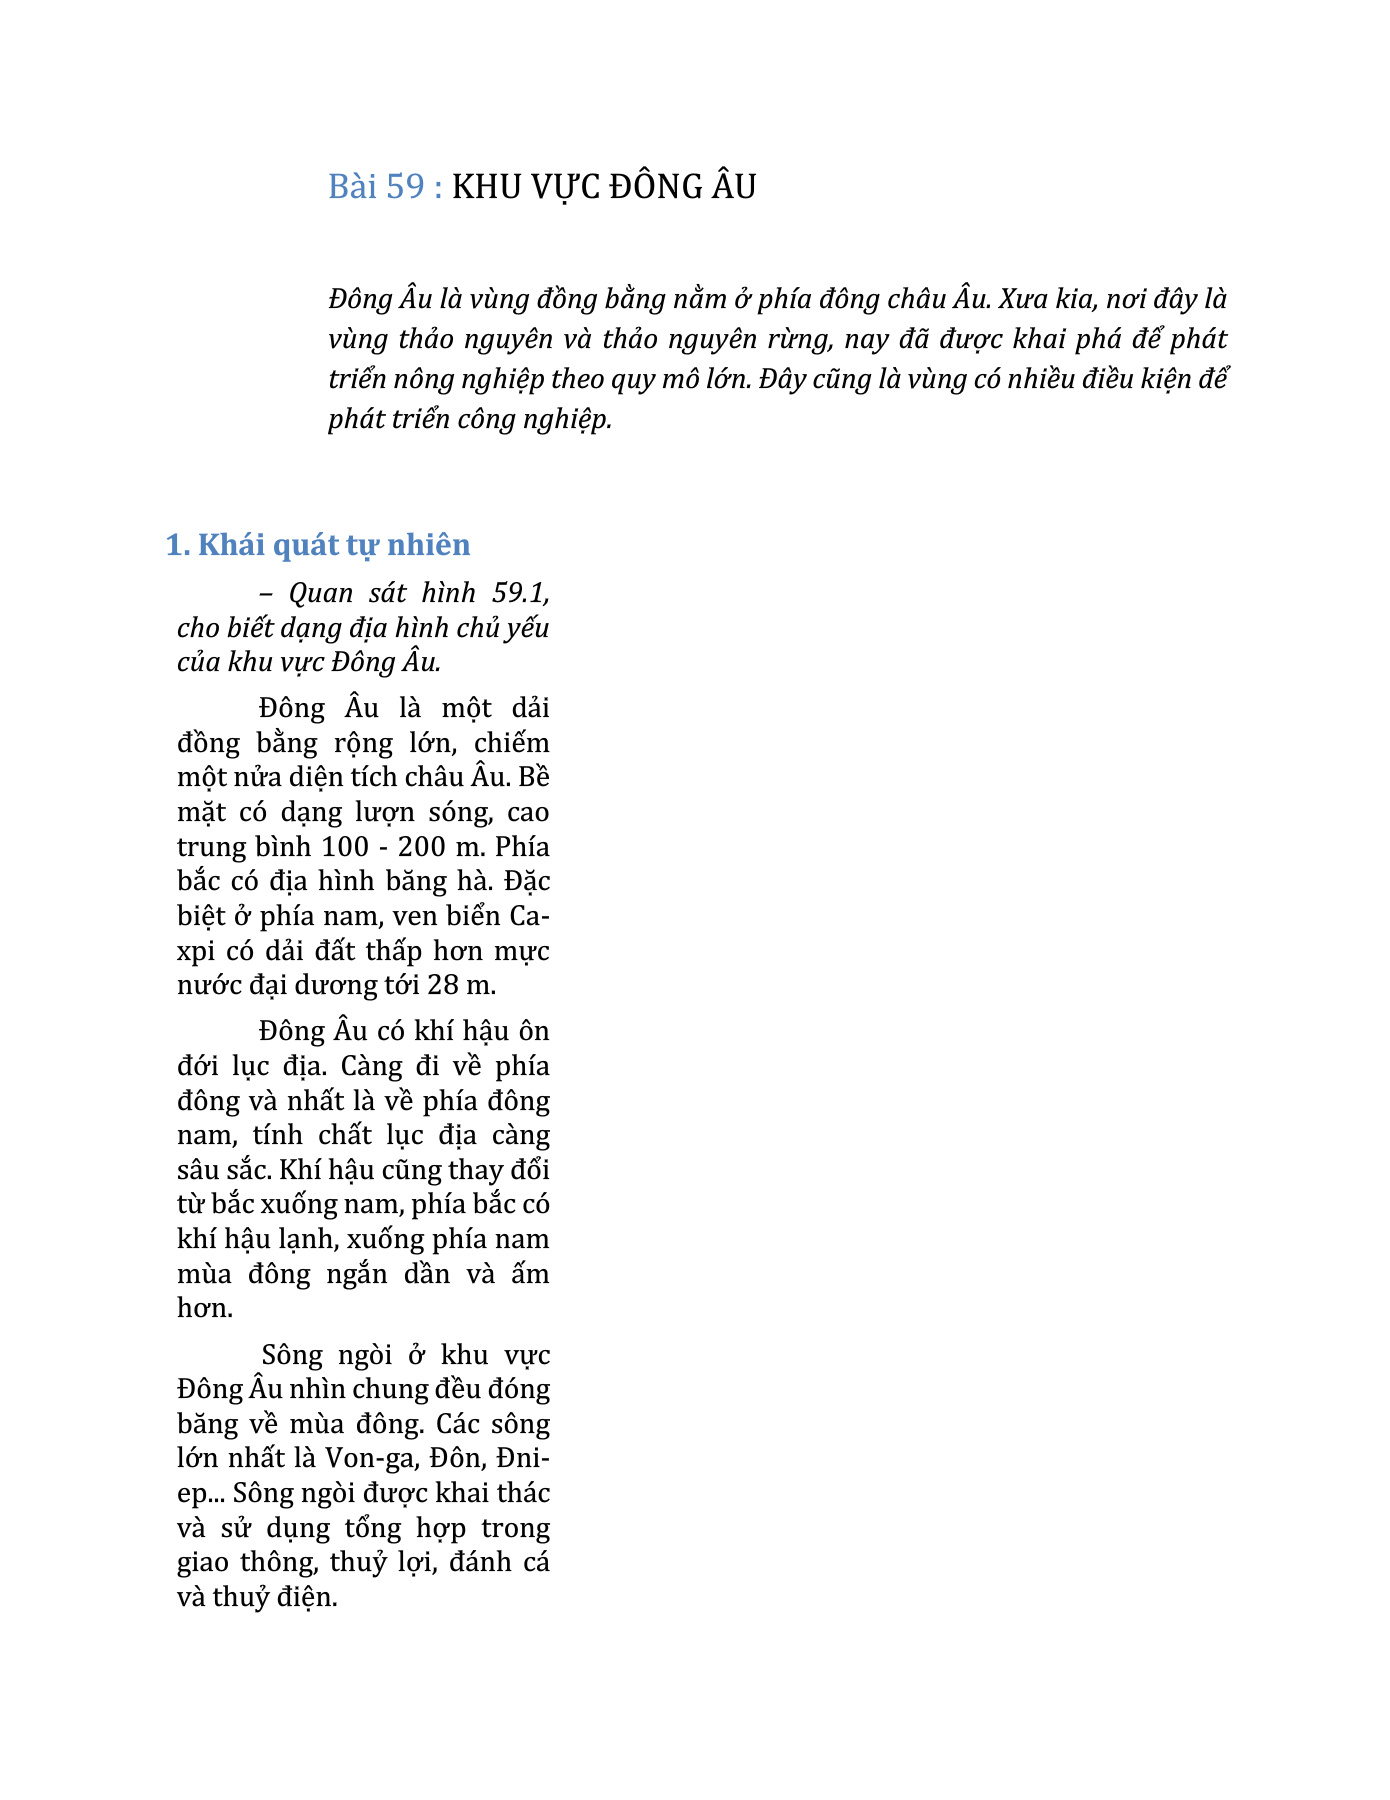 Bài 59 : KHU VỰC ĐÔNG ÂU
Đông Âu là vùng đồng bằng nằm ở phía đông châu Âu. Xưa kia, nơi đây là
vùng thảo nguyên và thảo nguyên rừng, nay đã được khai phá để phát
triển nông nghiệp theo quy mô lớn. Đây cũng là vùng có nhiều điều kiện để
phát triển công nghiệp.
1. Khái quát tự nhiên
– Quan sát hình 59.1,
cho biết dạng địa hình chủ yếu
của khu vực Đông Âu.
Đông Âu là một dải
đồng bằng rộng lớn, chiếm
một nửa diện tích châu Âu. Bề
mặt có dạng lượn sóng, cao
trung bình 100 - 200 m. Phía
bắc có địa hình băng hà. Đặc
biệt ở phía nam, ven biển Ca-
xpi có dải đất thấp hơn mực
nước đại dương tới 28 m.
Đông Âu có khí hậu ôn
đới lục địa. Càng đi về phía
đông và nhất là về phía đông
nam, tính chất lục địa càng
sâu sắc. Khí hậu cũng thay đổi
từ bắc xuống nam, phía bắc có
khí hậu lạnh, xuống phía nam
mùa đông ngắn dần và ấm
hơn.
Sông ngòi ở khu vực
Đông Âu nhìn chung đều đóng
băng về mùa đông. Các sông
lớn nhất là Von-ga, Đôn, Đni-
ep... Sông ngòi được khai thác
và sử dụng tổng hợp trong
giao thông, thuỷ lợi, đánh cá
và thuỷ điện.